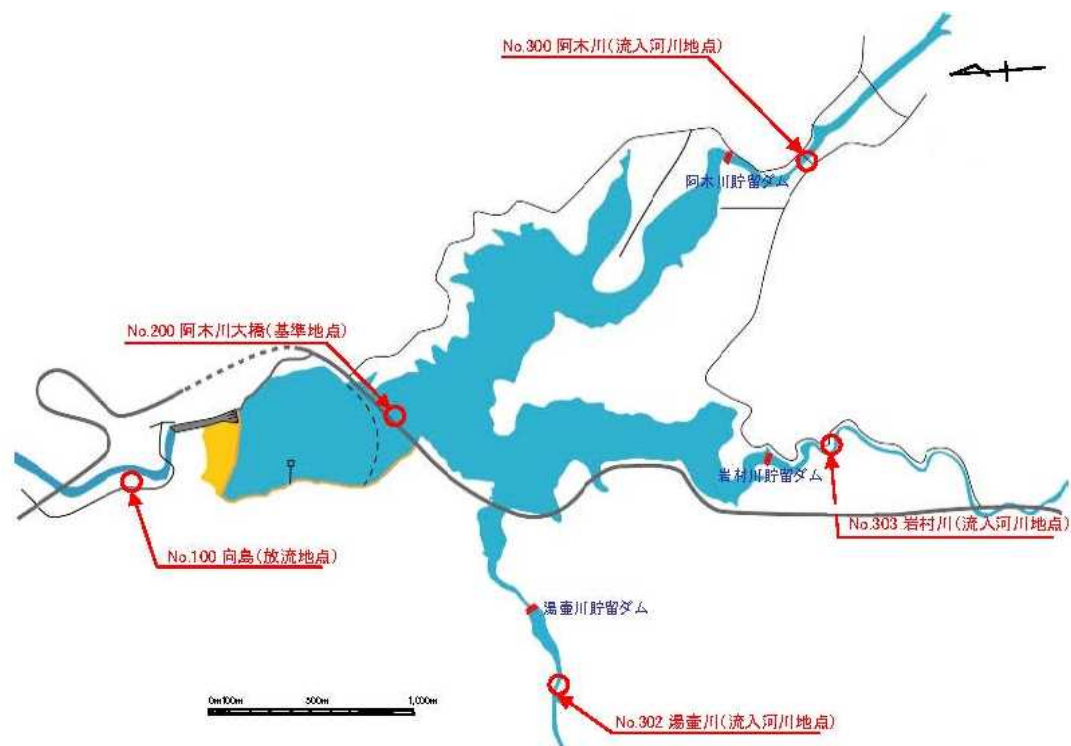 No.300 阿木川(流入河川地点)
阿木川貯留ダム
No.200 阿木川大橋(基準地点)
岩村川貯留ダム
No.303 岩村川(流入河川地点)
No.100 向島(放流地点)
湯壷川貯留ダム
No.302 湯壷川(流入河川地点)
0m 100m 500m 1,000m